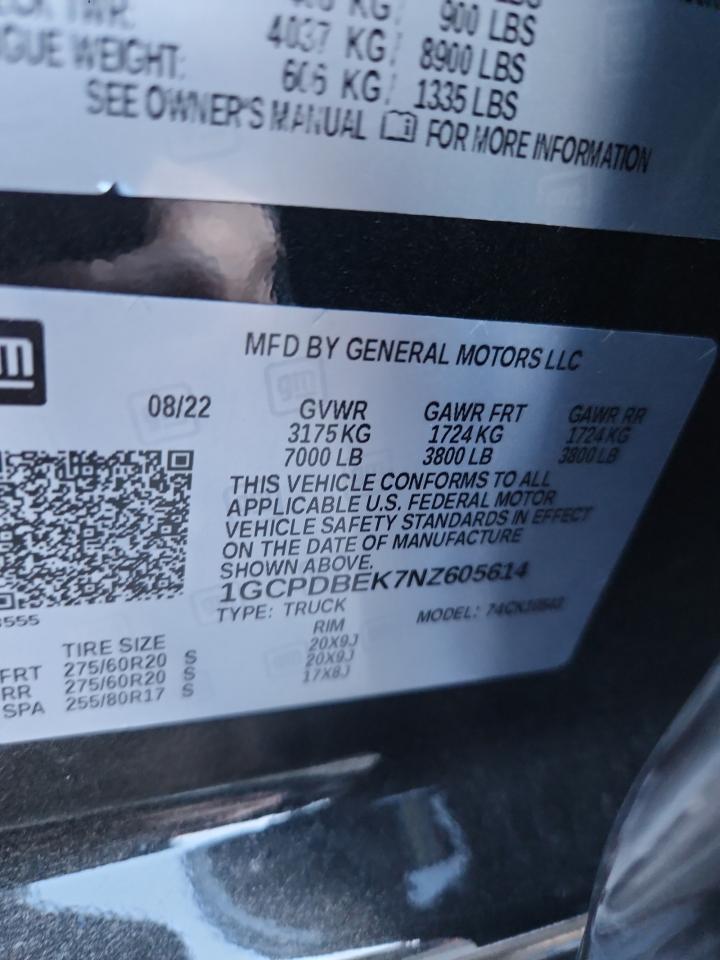 KG/ 900 LBS
4037 KG/ 8900 LBS
GUE WEIGHT: 606 KG/ 1335 LBS
SEE OWNER'S MANUAL FOR MORE INFORMATION
gm
MFD BY GENERAL MOTORS LLC
08/22 GVWR GAWR FRT GAWR RR
3175 KG 1724 KG 1724 KG
7000 LB 3800 LB 3800 LB
THIS VEHICLE CONFORMS TO ALL
APPLICABLE U.S. FEDERAL MOTOR
VEHICLE SAFETY STANDARDS IN EFFECT
ON THE DATE OF MANUFACTURE
SHOWN ABOVE.
1GCPDBEK7NZ605614
TYPE: TRUCK MODEL:
3555
TIRE SIZE RIM
FRT 275/60R20 S 20X9J
RR 275/60R20 S 20X9J
SPA 255/80R17 S 17X8J